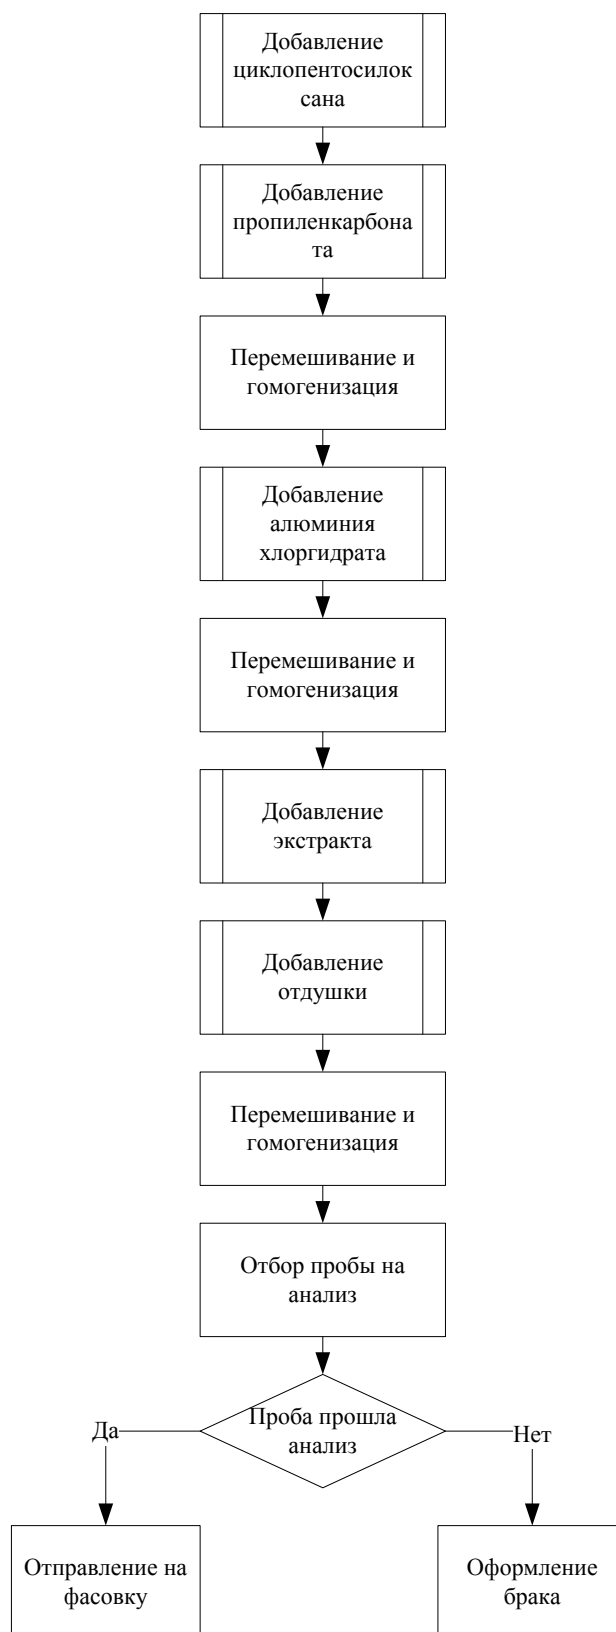 Добавление
циклопентосилок
сана
Добавление
пропиленкарбона
та
Перемешивание и
гомогенизация
Добавление
алюминия
хлоргидрата
Перемешивание и
гомогенизация
Добавление
экстракта
Добавление
отдушки
Перемешивание и
гомогенизация
Отбор пробы на
анализ
Проба прошла
анализ
Да
Нет
Отправление на
фасовку
Оформление
брака